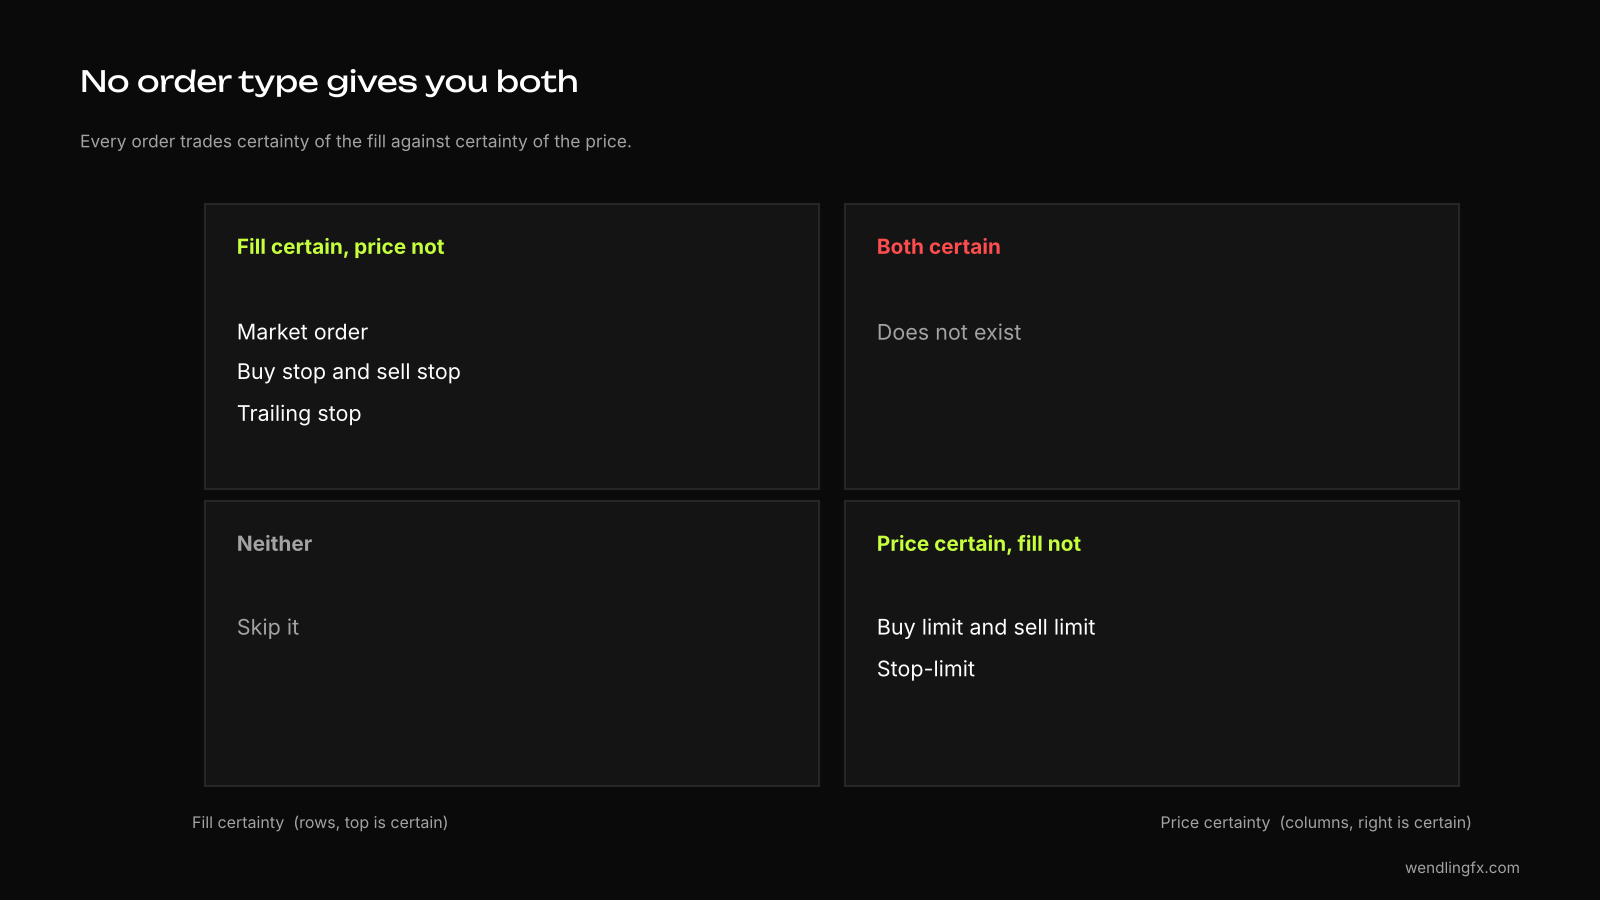 No order type gives you both
Every order trades certainty of the fill against certainty of the price.
Fill certain, price not
Market order
Buy stop and sell stop
Trailing stop
Both certain
Does not exist
Neither
Skip it
Price certain, fill not
Buy limit and sell limit
Stop-limit
Fill certainty (rows, top is certain)
Price certainty (columns, right is certain)
wendlingfx.com